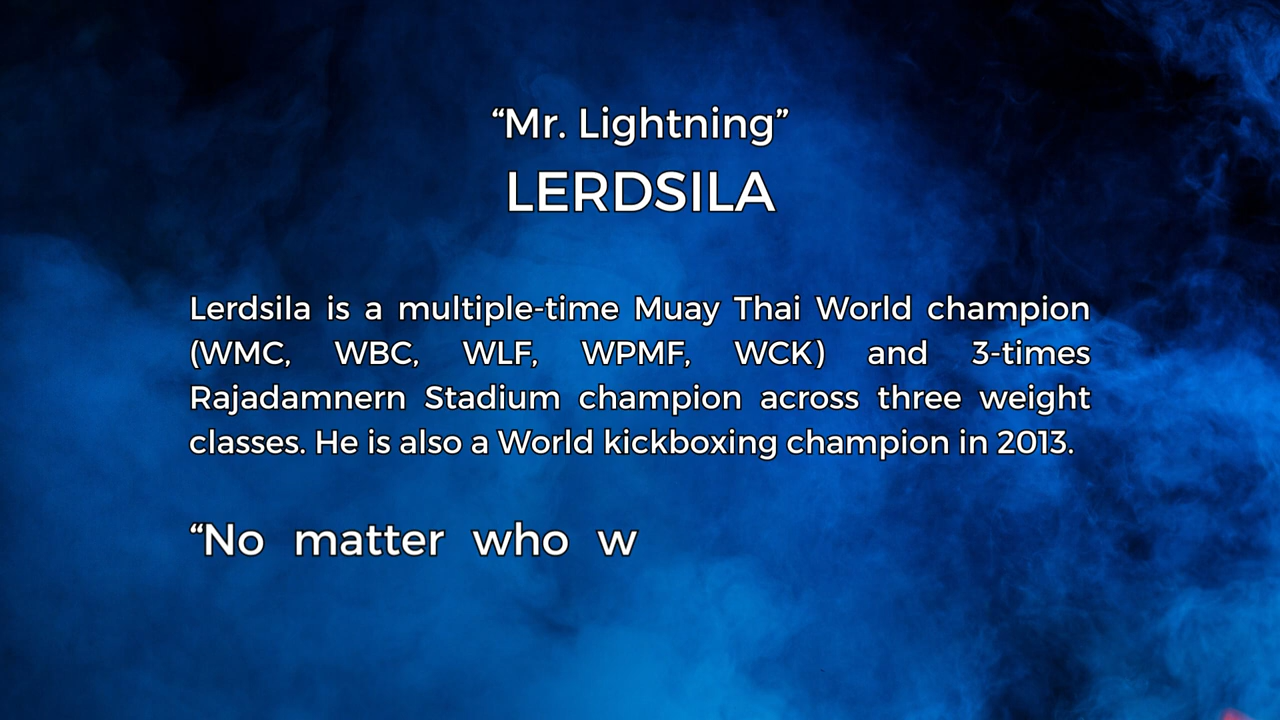 “Mr. Lightning”
LERDSILA
Lerdsila is a multiple-time Muay Thai World champion
(WMC, WBC, WLF, WPMF, WCK) and 3-times
Rajadamnern Stadium champion across three weight
classes. He is also a World kickboxing champion in 2013.
“No matter who w